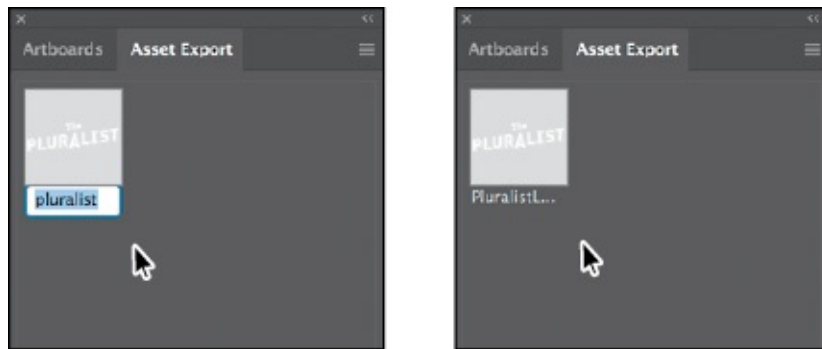 Artboards Asset Export
The
PLURALIST
pluralist
Artboards Asset Export
The
PLURALIST
PluralistL...